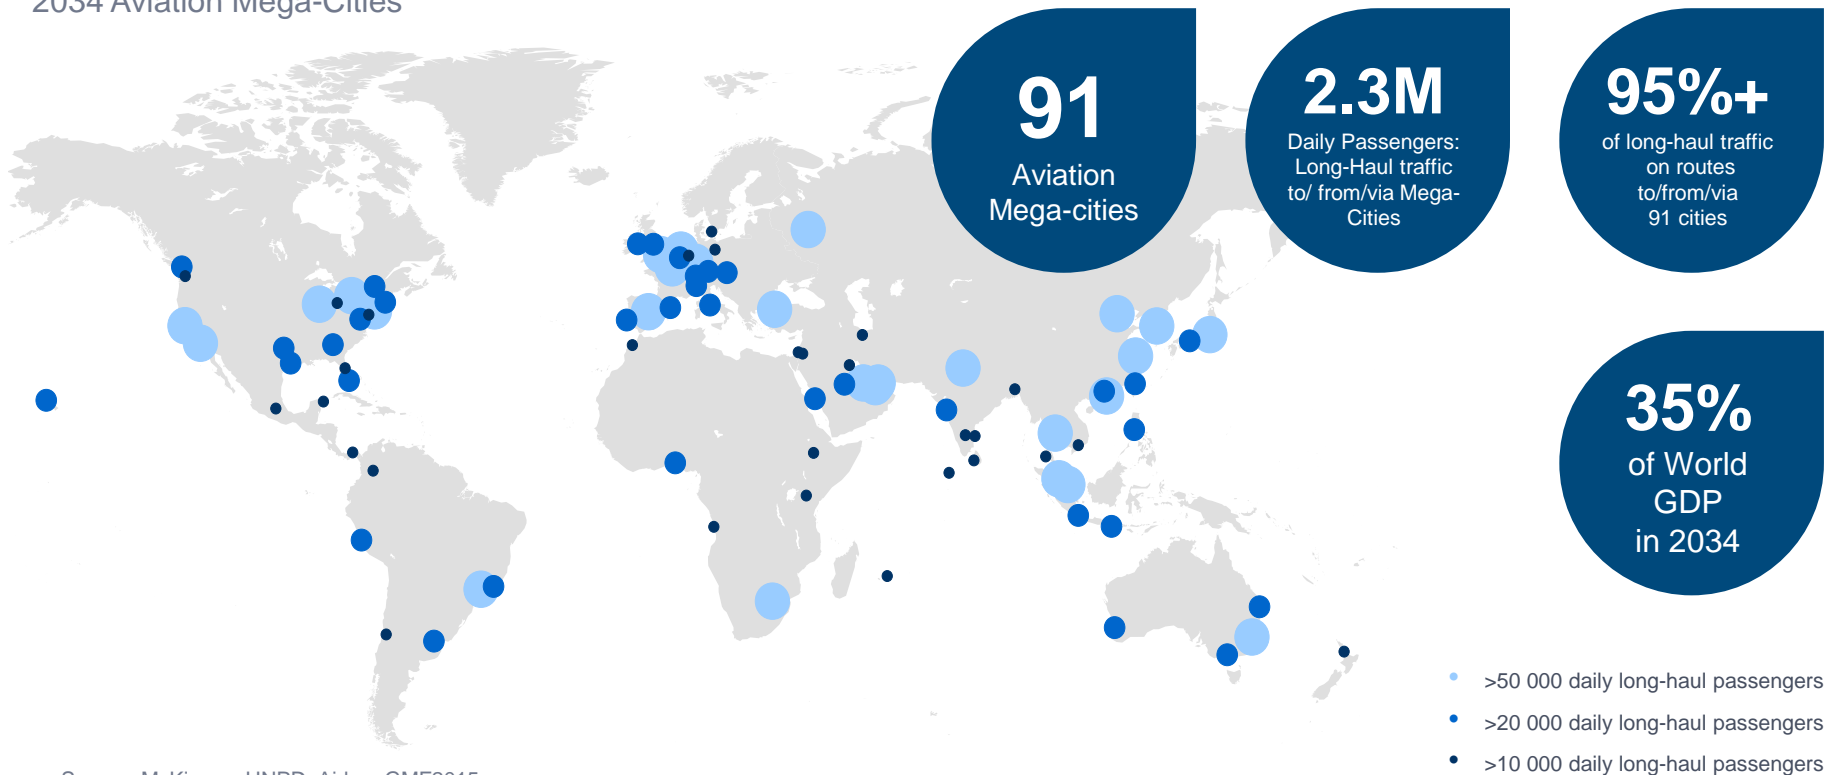 2034 Aviation Mega-Cities
91
Aviation
Mega-cities
2.3M
Daily Passengers:
Long-Haul traffic
to/ from/via Mega-
Cities
95%+
of long-haul traffic
on routes
to/from/via
91 cities
35%
of World
GDP
in 2034
>50 000 daily long-haul passengers
>20 000 daily long-haul passengers
>10 000 daily long-haul passengers